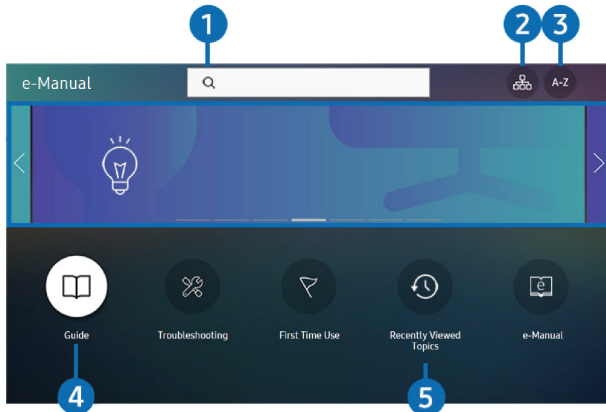 1
2
3
e-Manual
A-Z
Guide
Troubleshooting
First Time Use
Recently Viewed
Topics
e-Manual
4
5